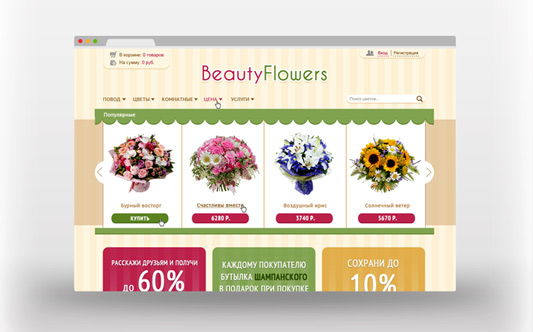 В корзине: 0 товаров
На сумму: 0 руб.
Вход | Регистрация
BeautyFlowers
ПОВОД ЦВЕТЫ КОМНАТНЫЕ ЦЕНА УСЛУГИ
Поиск цветов...
Популярные
Бурный восторг
КУПИТЬ
Счастливы вместе
6280 Р.
Воздушный ирис
3740 Р.
Солнечный ветер
5670 Р.
РАССКАЖИ ДРУЗЬЯМ И ПОЛУЧИ
ДО 60%
КАЖДОМУ ПОКУПАТЕЛЮ
БУТЫЛКА ШАМПАНСКОГО
В ПОДАРОК ПРИ ПОКУПКЕ
СОХРАНИ ДО
10%